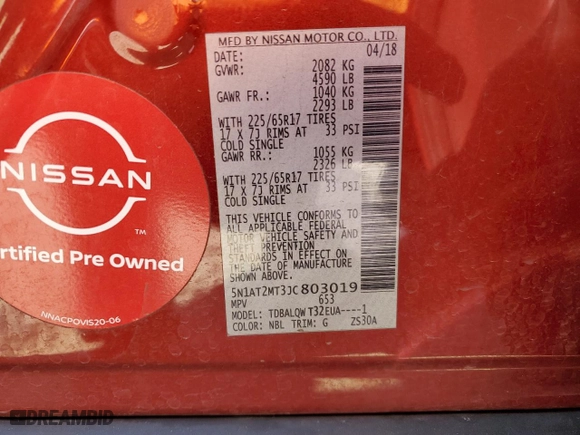 MFD BY NISSAN MOTOR CO., LTD.
DATE: 04/18
GVWR: 2082 KG
4590 LB
GAWR FR.: 1040 KG
2293 LB
WITH 225/65R17 TIRES
17 X 7J RIMS AT 33 PSI
COLD SINGLE
GAWR RR.: 1055 KG
2326 LB
WITH 225/65R17 TIRES
17 X 7J RIMS AT 33 PSI
COLD SINGLE
THIS VEHICLE CONFORMS TO
ALL APPLICABLE FEDERAL
MOTOR VEHICLE SAFETY AND
THEFT PREVENTION
STANDARDS IN EFFECT ON
THE DATE OF MANUFACTURE
SHOWN ABOVE.
5N1AT2MT3JC803019
MPV 653
MODEL: TDBALQWT32EUA----1
COLOR: NBL TRIM: G ZS30A
NISSAN
TM
ertified Pre Owned
NNACPOVIS20-06
DREAMBID